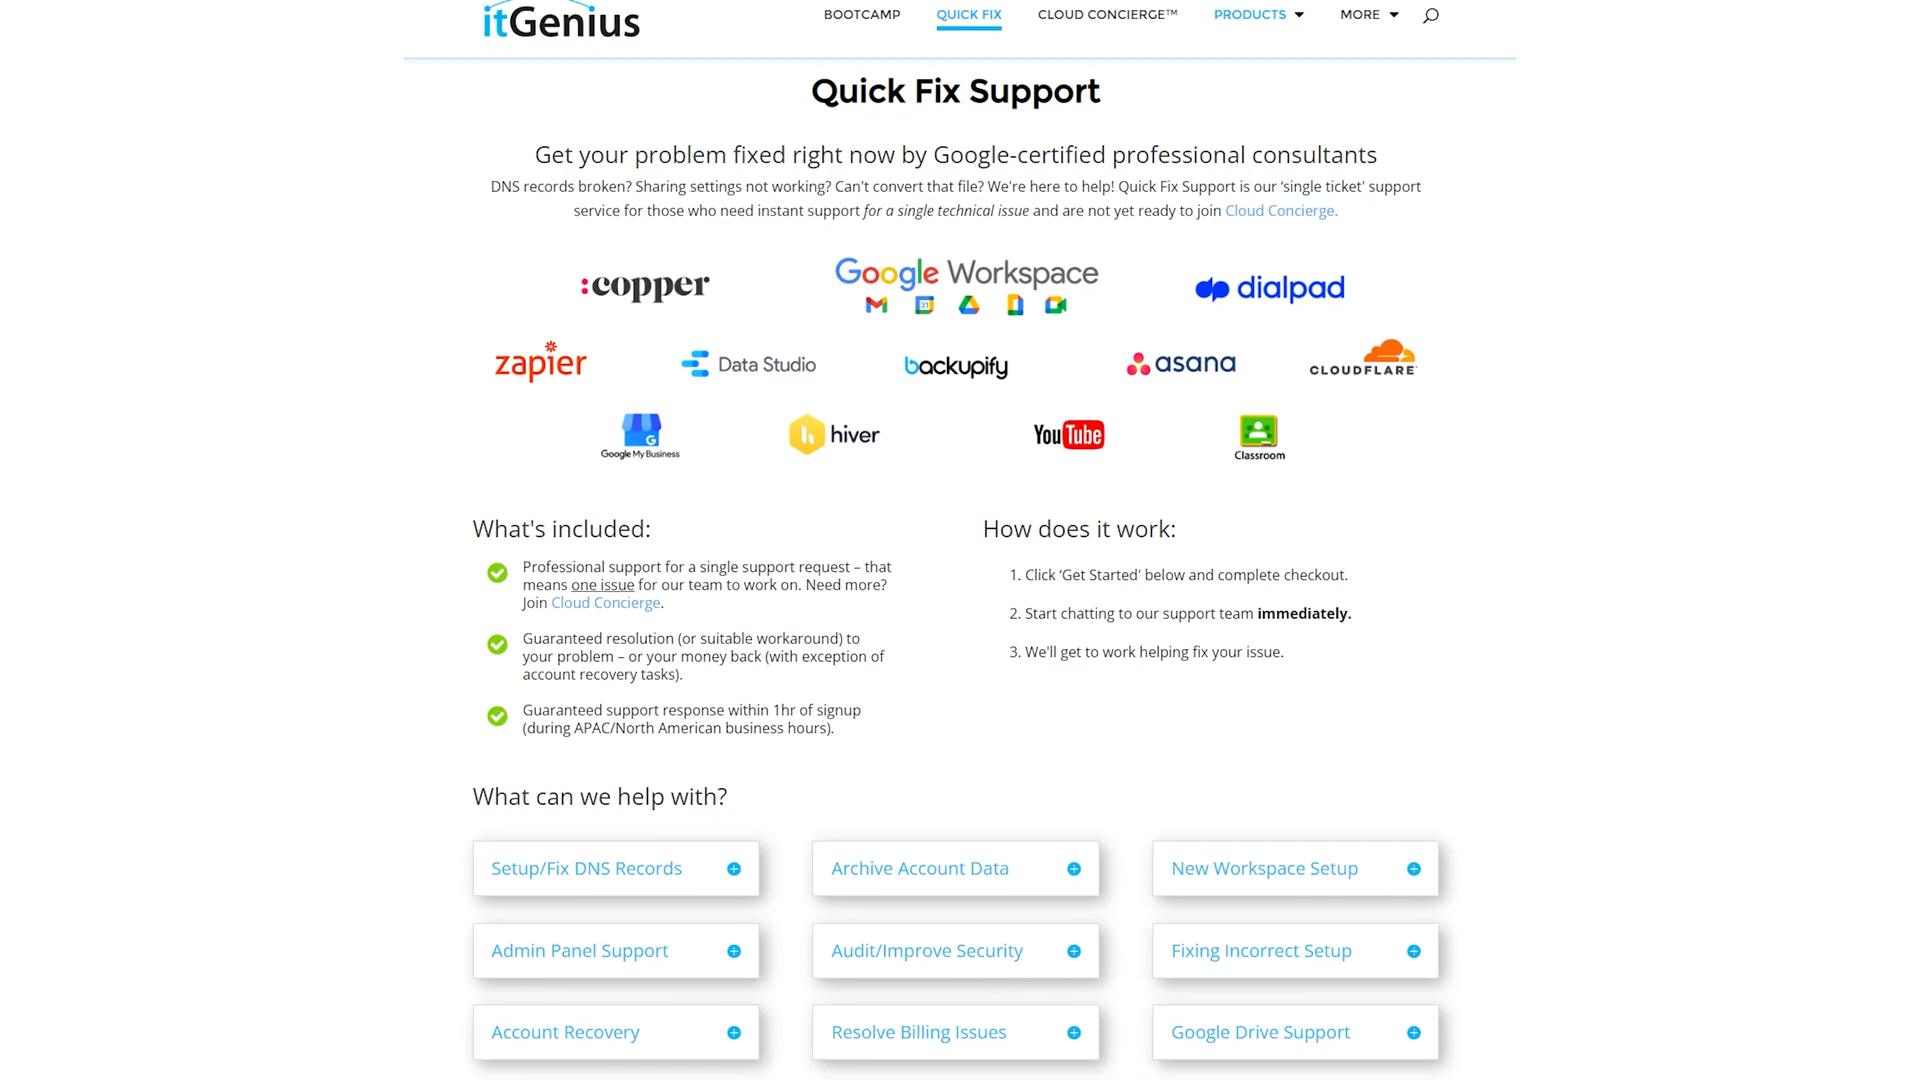 itGenius
BOOTCAMP
QUICK FIX
CLOUD CONCIERGE™
PRODUCTS
MORE
Quick Fix Support
Get your problem fixed right now by Google-certified professional consultants
DNS records broken? Sharing settings not working? Can't convert that file? We're here to help! Quick Fix Support is our ‘single ticket' support
service for those who need instant support for a single technical issue and are not yet ready to join Cloud Concierge.
:copper
Google Workspace
31
dialpad
zapier
Data Studio
backupify
asana
CLOUDFLARE
G
Google My Business
h hiver
YouTube
Classroom
What's included:
Professional support for a single support request – that
means one issue for our team to work on. Need more?
Join Cloud Concierge.
Guaranteed resolution (or suitable workaround) to
your problem – or your money back (with exception of
account recovery tasks).
Guaranteed support response within 1hr of signup
(during APAC/North American business hours).
How does it work:
1. Click ‘Get Started' below and complete checkout.
2. Start chatting to our support team immediately.
3. We'll get to work helping fix your issue.
What can we help with?
Setup/Fix DNS Records
Archive Account Data
New Workspace Setup
Admin Panel Support
Audit/Improve Security
Fixing Incorrect Setup
Account Recovery
Resolve Billing Issues
Google Drive Support